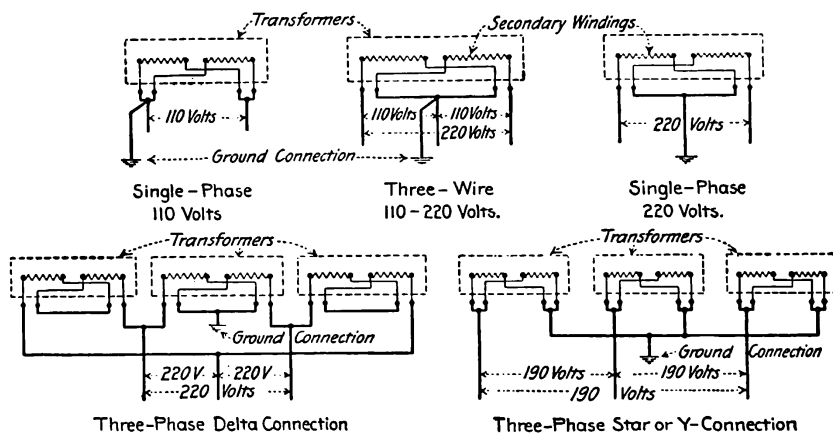 Transformers
Secondary Windings
110 Volts
110 Volts
110 Volts
220 Volts
220 Volts
Ground Connection
Single-Phase
110 Volts
Three-Wire
110-220 Volts.
Single-Phase
220 Volts.
Transformers
Transformers
Ground Connection
Ground Connection
220 V
220 V
220 Volts
190 Volts
190 Volts
190 Volts
Three-Phase Delta Connection
Three-Phase Star or Y-Connection